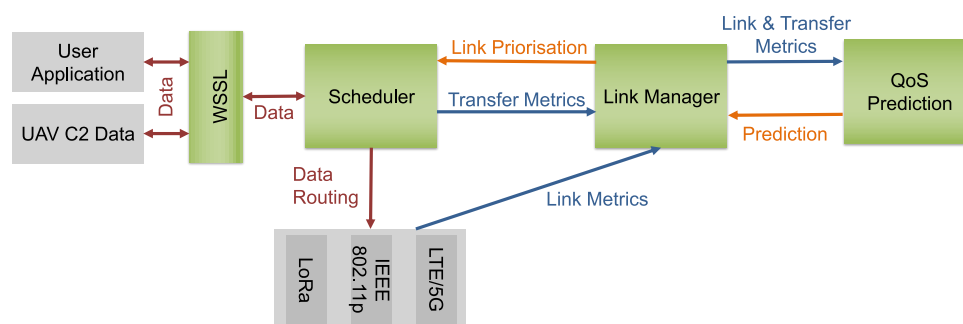 User
Application
UAV C2 Data
Data
WSSL
Data
Scheduler
Link Priorisation
Transfer Metrics
Link Manager
Link & Transfer
Metrics
Prediction
QoS
Prediction
Data
Routing
Link Metrics
LoRa
IEEE
802.11p
LTE/5G